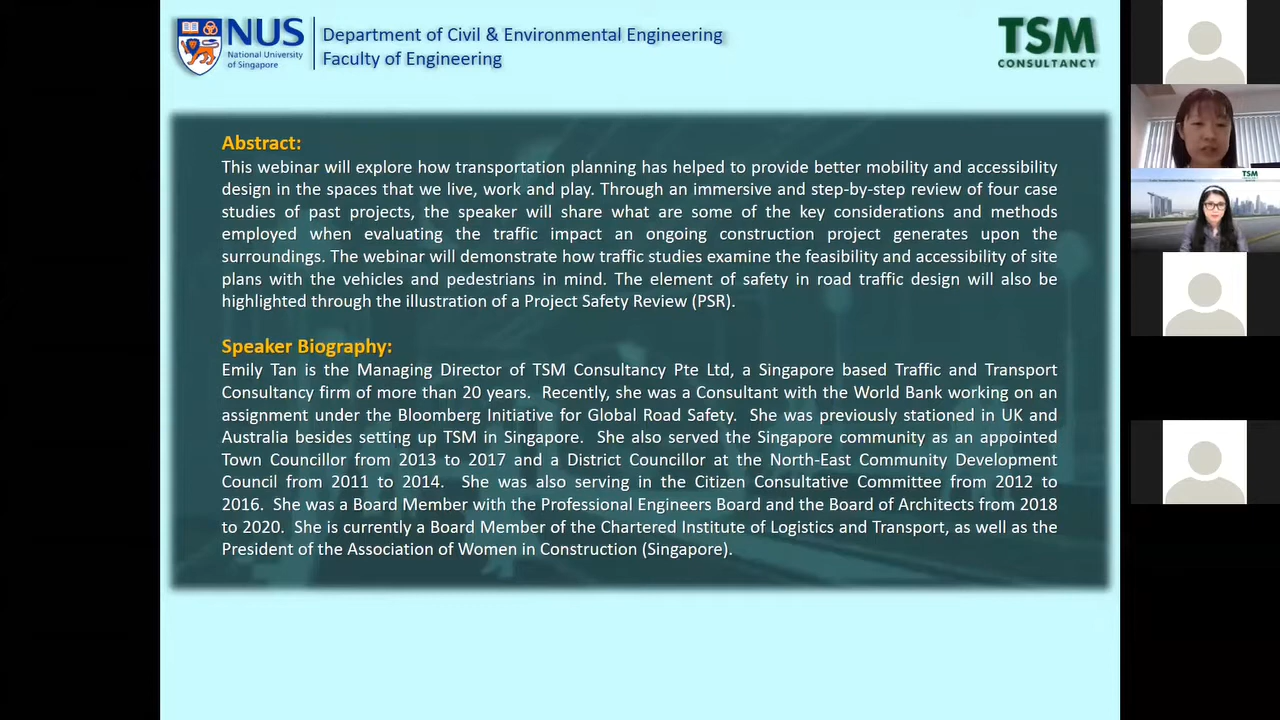 NUS
National University
of Singapore
Department of Civil & Environmental Engineering
Faculty of Engineering
TSM
CONSULTANCY
Abstract:
This webinar will explore how transportation planning has helped to provide better mobility and accessibility
design in the spaces that we live, work and play. Through an immersive and step-by-step review of four case
studies of past projects, the speaker will share what are some of the key considerations and methods
employed when evaluating the traffic impact an ongoing construction project generates upon the
surroundings. The webinar will demonstrate how traffic studies examine the feasibility and accessibility of site
plans with the vehicles and pedestrians in mind. The element of safety in road traffic design will also be
highlighted through the illustration of a Project Safety Review (PSR).
Speaker Biography:
Emily Tan is the Managing Director of TSM Consultancy Pte Ltd, a Singapore based Traffic and Transport
Consultancy firm of more than 20 years. Recently, she was a Consultant with the World Bank working on an
assignment under the Bloomberg Initiative for Global Road Safety. She was previously stationed in UK and
Australia besides setting up TSM in Singapore. She also served the Singapore community as an appointed
Town Councillor from 2013 to 2017 and a District Councillor at the North-East Community Development
Council from 2011 to 2014. She was also serving in the Citizen Consultative Committee from 2012 to
2016. She was a Board Member with the Professional Engineers Board and the Board of Architects from 2018
to 2020. She is currently a Board Member of the Chartered Institute of Logistics and Transport, as well as the
President of the Association of Women in Construction (Singapore).
TSM